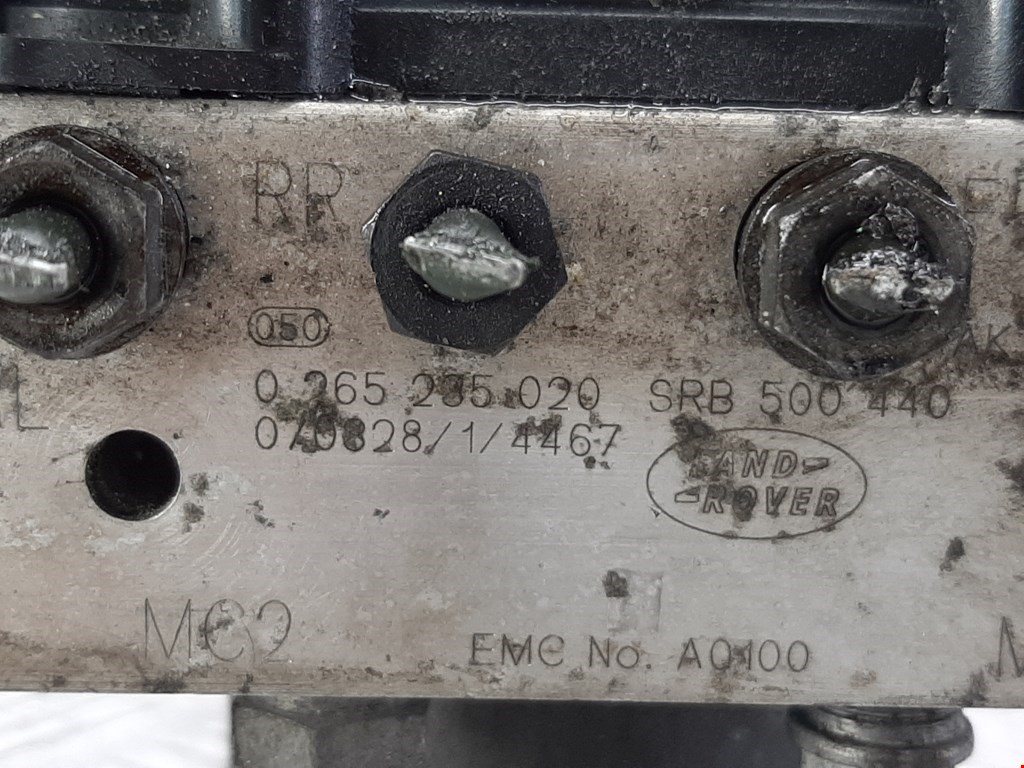 RR
050
0 265 235 020 SRB 500 440
070828/1/4467
LAND
ROVER
MC2
EMC No. A0100